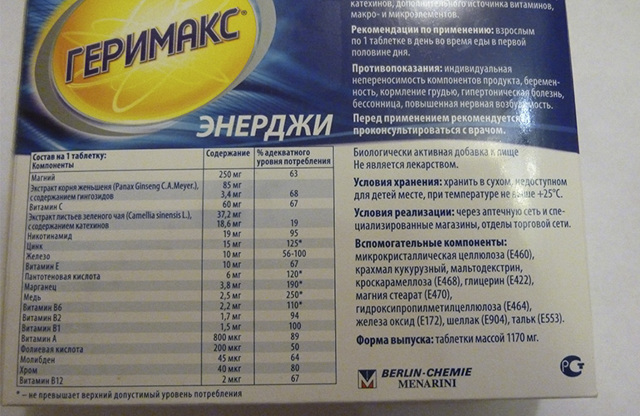 ГЕРИМАКС®
ЭНЕРДЖИ
Состав на 1 таблетку:
Компоненты Содержание % адекватного уровня потребления
Магний 250 мг 63
Экстракт корня женьшеня (Panax Ginseng C.A.Meyer.), 85 мг
с содержанием гингозидов 3,4 мг 68
Витамин С 60 мг 67
Экстракт листьев зеленого чая (Camellia sinensis L.), 37,2 мг
с содержанием катехинов 18,6 мг 19
Никотинамид 19 мг 95
Цинк 15 мг 125*
Железо 10 мг 56-100
Витамин Е 10 мг 67
Пантотеновая кислота 6 мг 120*
Марганец 3,8 мг 190*
Медь 2,5 мг 250*
Витамин В6 2,2 мг 110*
Витамин В2 1,7 мг 94
Витамин В1 1,5 мг 100
Витамин А 800 мкг 89
Фолиевая кислота 200 мкг 50
Молибден 45 мкг 64
Хром 40 мкг 80
Витамин В12 2 мкг 67
* – не превышает верхний допустимый уровень потребления
катехинов, дополнительного источника витаминов,
макро- и микроэлементов.
Рекомендации по применению: взрослым
по 1 таблетке в день во время еды в первой
половине дня.
Противопоказания: индивидуальная
непереносимость компонентов продукта, беремен-
ность, кормление грудью, гипертоническая болезнь,
бессонница, повышенная нервная возбудимость.
Перед применением рекомендуется
проконсультироваться с врачом.
Биологически активная добавка к пище
Не является лекарством.
Условия хранения: хранить в сухом, недоступном
для детей месте, при температуре не выше +25°С.
Условия реализации: через аптечную сеть и спе-
циализированные магазины, отделы торговой сети.
Вспомогательные компоненты:
микрокристаллическая целлюлоза (Е460),
крахмал кукурузный, мальтодекстрин,
кроскарамеллоза (Е468), глицерин (Е422),
магния стеарат (Е470),
гидроксипропилметилцеллюлоза (Е464),
железа оксид (Е172), шеллак (Е904), тальк (Е553).
Форма выпуска: таблетки массой 1170 мг.
BERLIN-CHEMIE
MENARINI